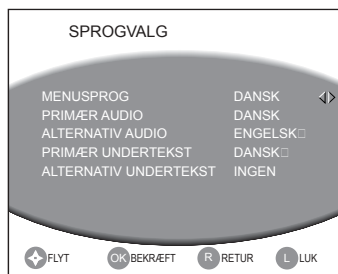 SPROGVALG
MENUSPROG DANSK
PRIMÆR AUDIO DANSK
ALTERNATIV AUDIO ENGELSK□
PRIMÆR UNDERTEKST DANSK□
ALTERNATIV UNDERTEKST INGEN
FLYT OK BEKRÆFT R RETUR L LUK